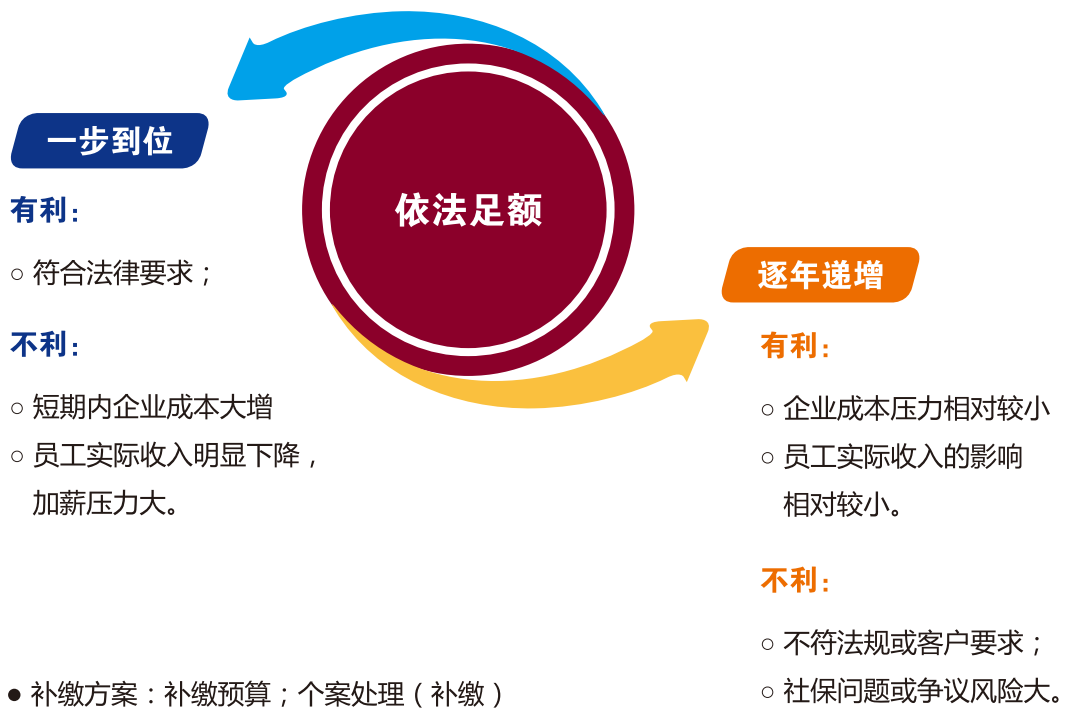 依法足额
一步到位
有利：
○ 符合法律要求；
不利：
○ 短期内企业成本大增
○ 员工实际收入明显下降，
加薪压力大。
逐年递增
有利：
○ 企业成本压力相对较小
○ 员工实际收入的影响
相对较小。
不利：
○ 不符法规或客户要求；
○ 社保问题或争议风险大。
● 补缴方案：补缴预算；个案处理（补缴）